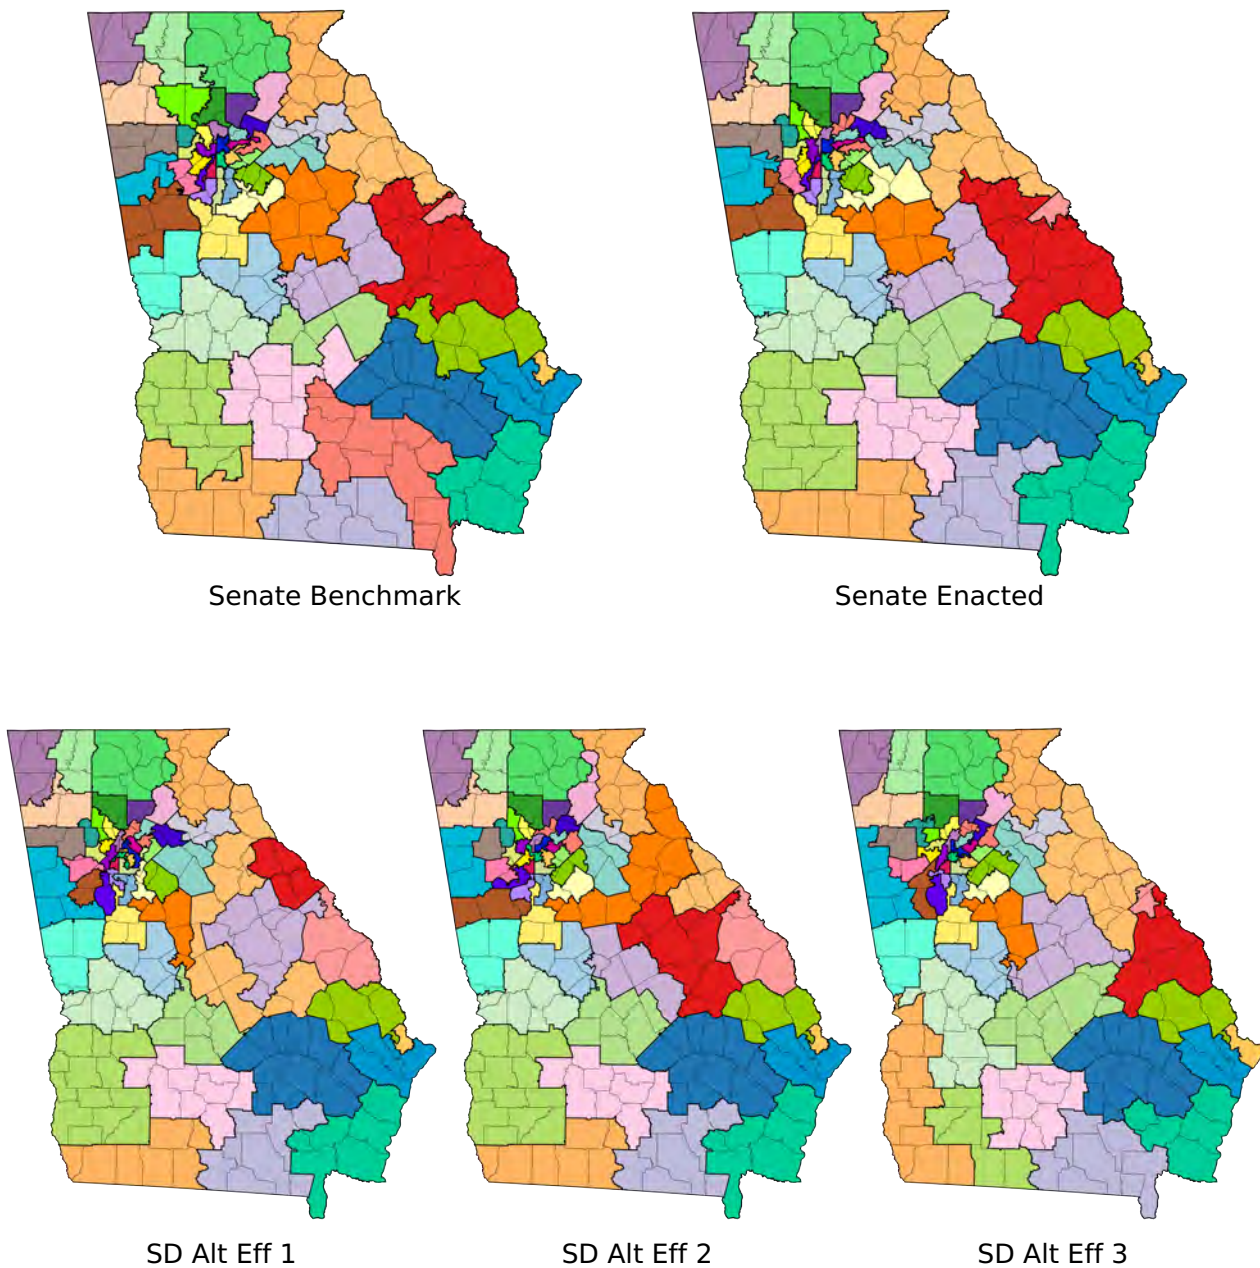 Senate Benchmark
Senate Enacted
SD Alt Eff 1
SD Alt Eff 2
SD Alt Eff 3